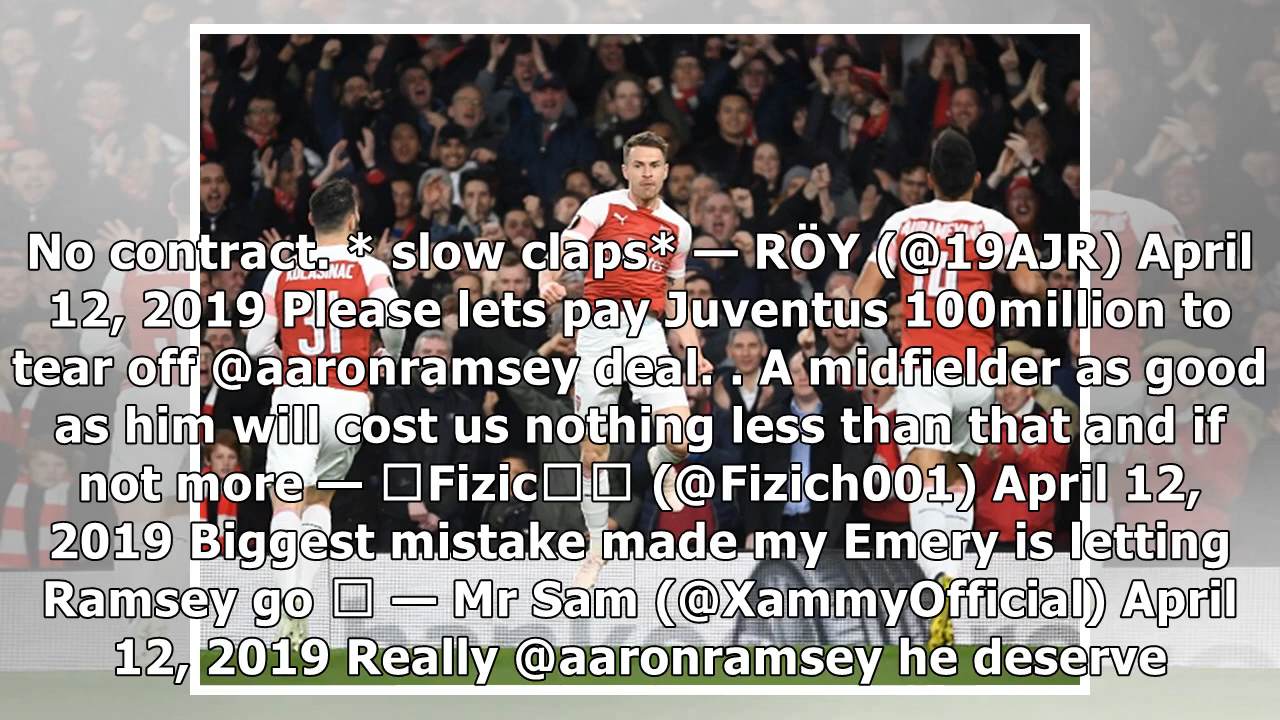 No contract. * slow claps* — RÖY (@19AJR) April
12, 2019 Please lets pay Juventus 100million to
tear off @aaronramsey deal. . A midfielder as good
as him will cost us nothing less than that and if
not more — □Fizic□□ (@Fizich001) April 12,
2019 Biggest mistake made my Emery is letting
Ramsey go □ — Mr Sam (@XammyOfficial) April
12, 2019 Really @aaronramsey he deserve
KOLASINAC
31
14